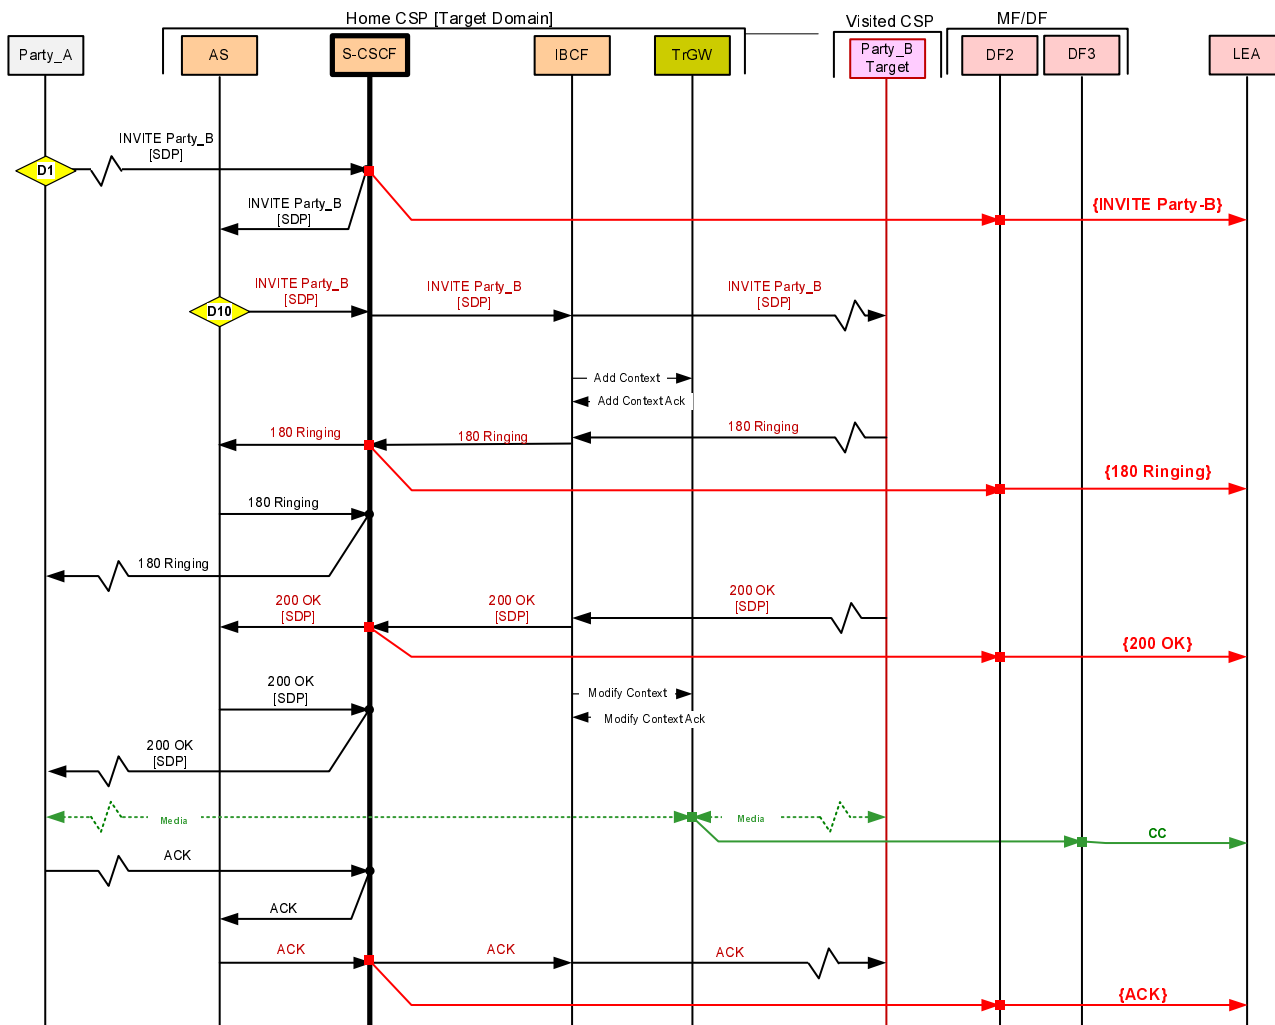 Home CSP [Target Domain]
Visited CSP
MF/DF
Party_A
AS
S-CSCF
IBCF
TrGW
Party_B
Target
DF2
DF3
LEA
INVITE Party_B
[SDP]
D1
INVITE Party_B
[SDP]
{INVITE Party-B}
INVITE Party_B
[SDP]
INVITE Party_B
[SDP]
INVITE Party_B
[SDP]
D10
Add Context
Add Context Ack
180 Ringing
180 Ringing
180 Ringing
{180 Ringing}
180 Ringing
180 Ringing
200 OK
[SDP]
200 OK
[SDP]
200 OK
[SDP]
{200 OK}
200 OK
[SDP]
Modify Context
Modify Context Ack
200 OK
[SDP]
Media
Media
CC
ACK
ACK
ACK
ACK
ACK
{ACK}